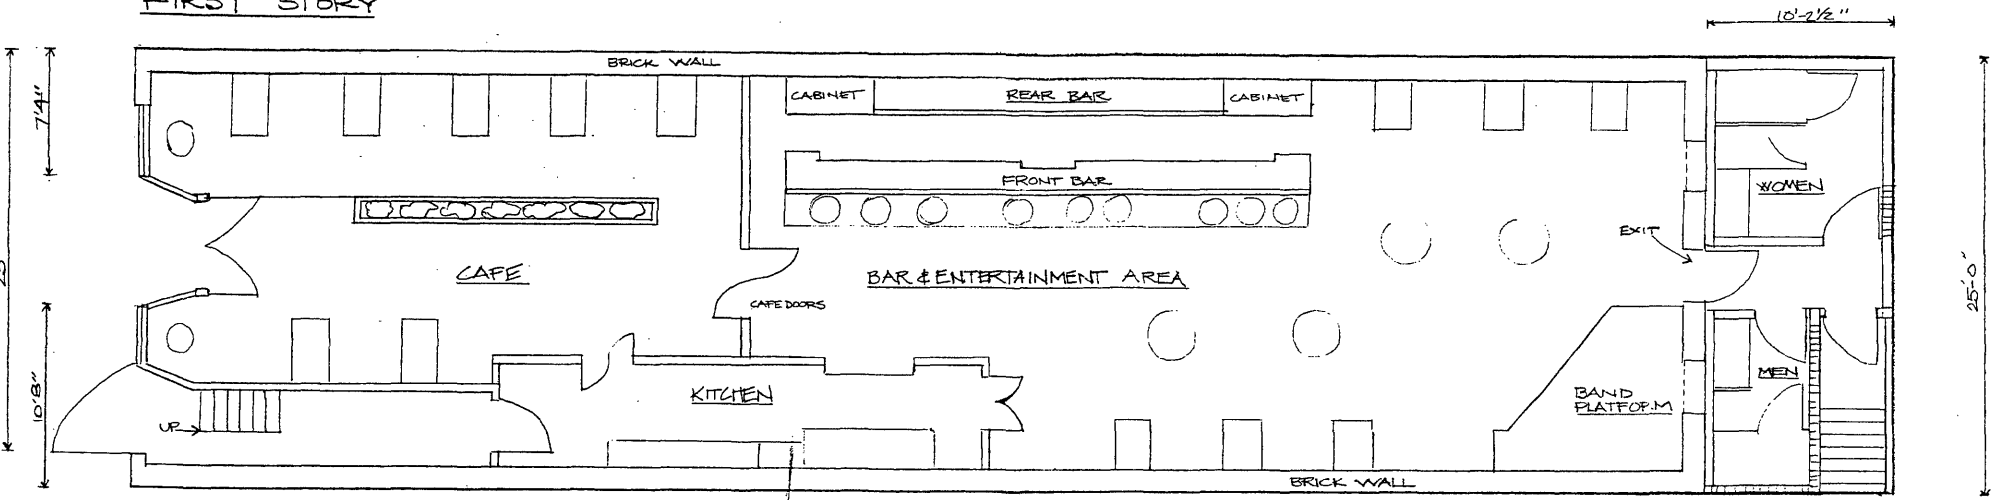 FIRST STORY
10'-2½"
BRICK WALL
7'4"
CABINET
REAR BAR
CABINET
FRONT BAR
WOMEN
EXIT
CAFE
BAR & ENTERTAINMENT AREA
CAFE DOORS
25'-0"
10'8"
KITCHEN
MEN
BAND
PLATFORM
UP
BRICK WALL